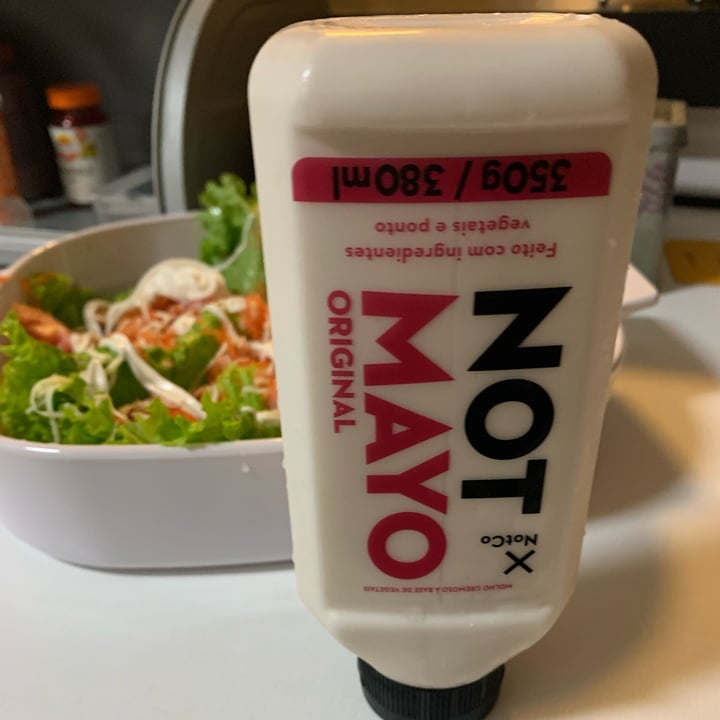 MOLHO CREMOSO À BASE DE VEGETAIS
NotCo
NOT
MAYO
ORIGINAL
Feito com ingredientes
vegetais e ponto
350g / 380ml